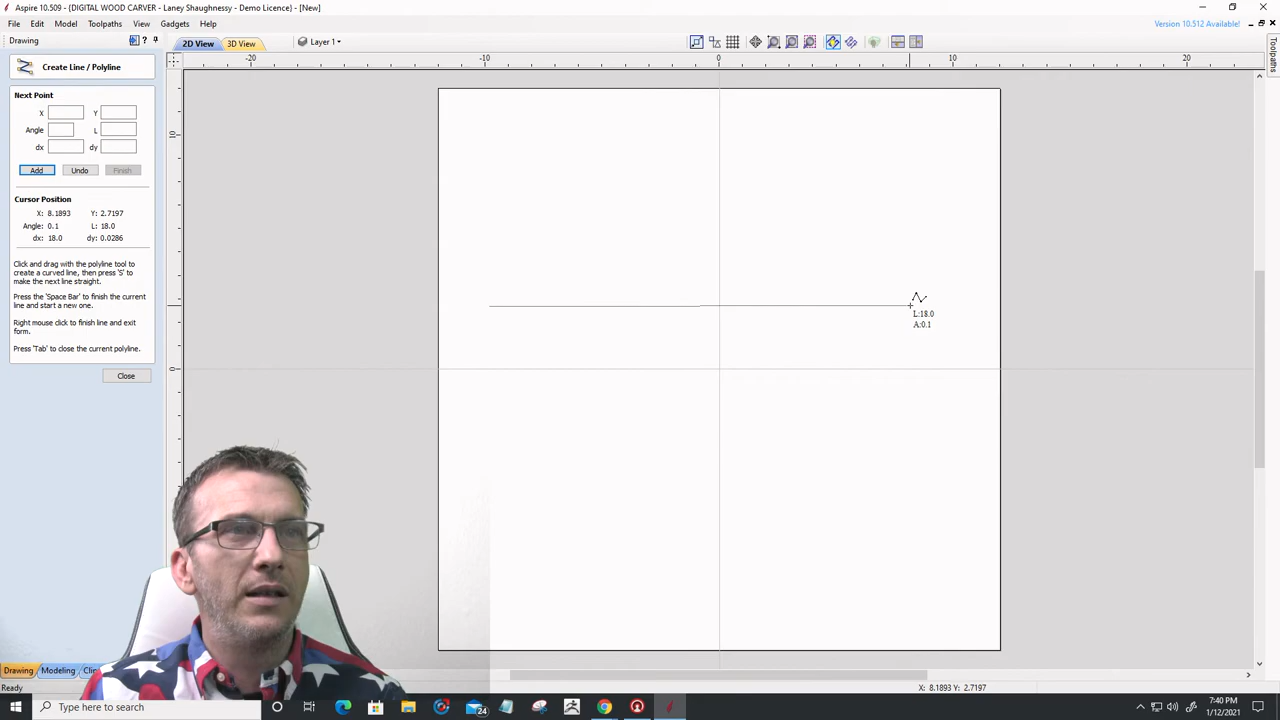 Aspire 10.509 - {DIGITAL WOOD CARVER - Laney Shaughnessy - Demo Licence} - [New]
File Edit Model Toolpaths View Gadgets Help
Version 10.512 Available!
Drawing
2D View 3D View Layer 1
Toolpaths
-20 -10 0 10 20
10
0
Create Line / Polyline
Next Point
X Y
Angle L
dx dy
Add Undo Finish
Cursor Position
X: 8.1893 Y: 2.7197
Angle: 0.1 L: 18.0
dx: 18.0 dy: 0.0286
Click and drag with the polyline tool to
create a curved line, then press 'S' to
make the next line straight.
Press the 'Space Bar' to finish the current
line and start a new one.
Right mouse click to finish line and exit
form.
Press 'Tab' to close the current polyline.
Close
L:18.0
A:0.1
Drawing Modeling
Ready
X: 8.1893 Y: 2.7197
Type here to search
24
7:40 PM
1/12/2021